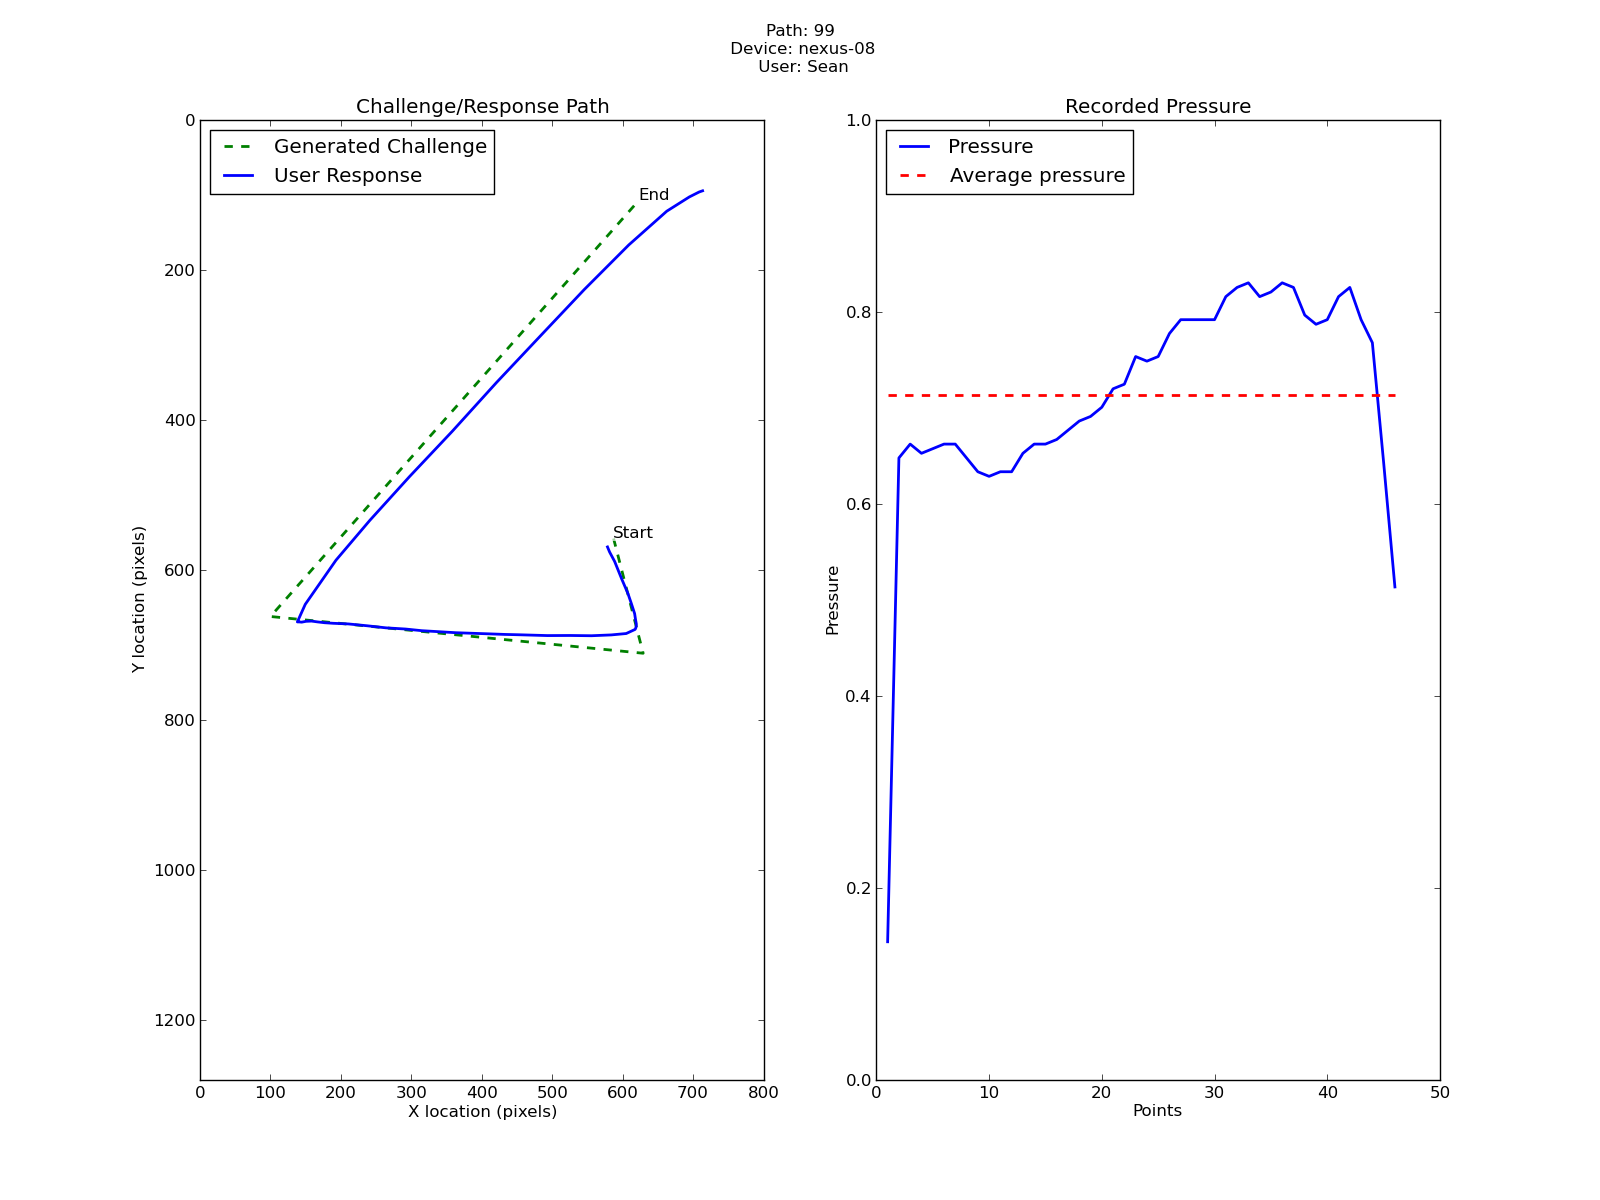 Path: 99
Device: nexus-08
User: Sean
Challenge/Response Path
Generated Challenge
User Response
End
Start
0
200
400
600
800
1000
1200
Y location (pixels)
0 100 200 300 400 500 600 700 800
X location (pixels)
Recorded Pressure
Pressure
Average pressure
1.0
0.8
0.6
0.4
0.2
0.0
Pressure
0 10 20 30 40 50
Points